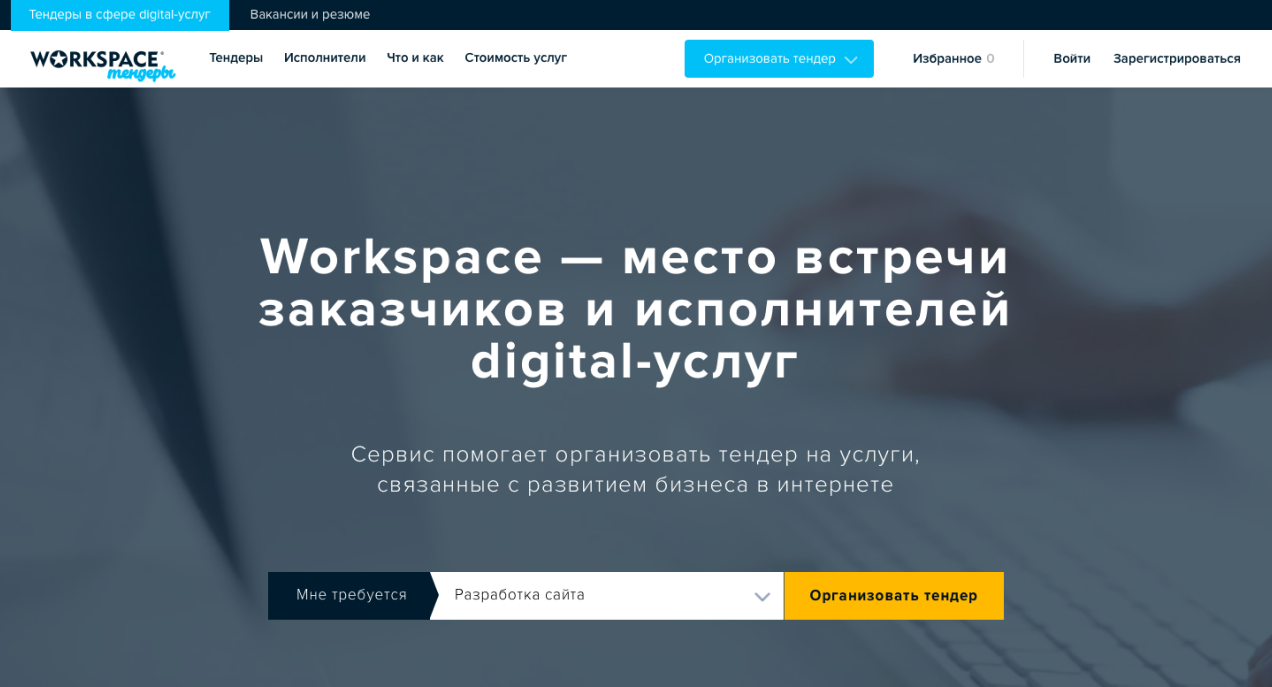 Тендеры в сфере digital-услуг
Вакансии и резюме
WORKSPACE
тендеры
Тендеры
Исполнители
Что и как
Стоимость услуг
Организовать тендер
Избранное 0
Войти
Зарегистрироваться
Workspace — место встречи
заказчиков и исполнителей
digital-услуг
Сервис помогает организовать тендер на услуги,
связанные с развитием бизнеса в интернете
Мне требуется
Разработка сайта
Организовать тендер